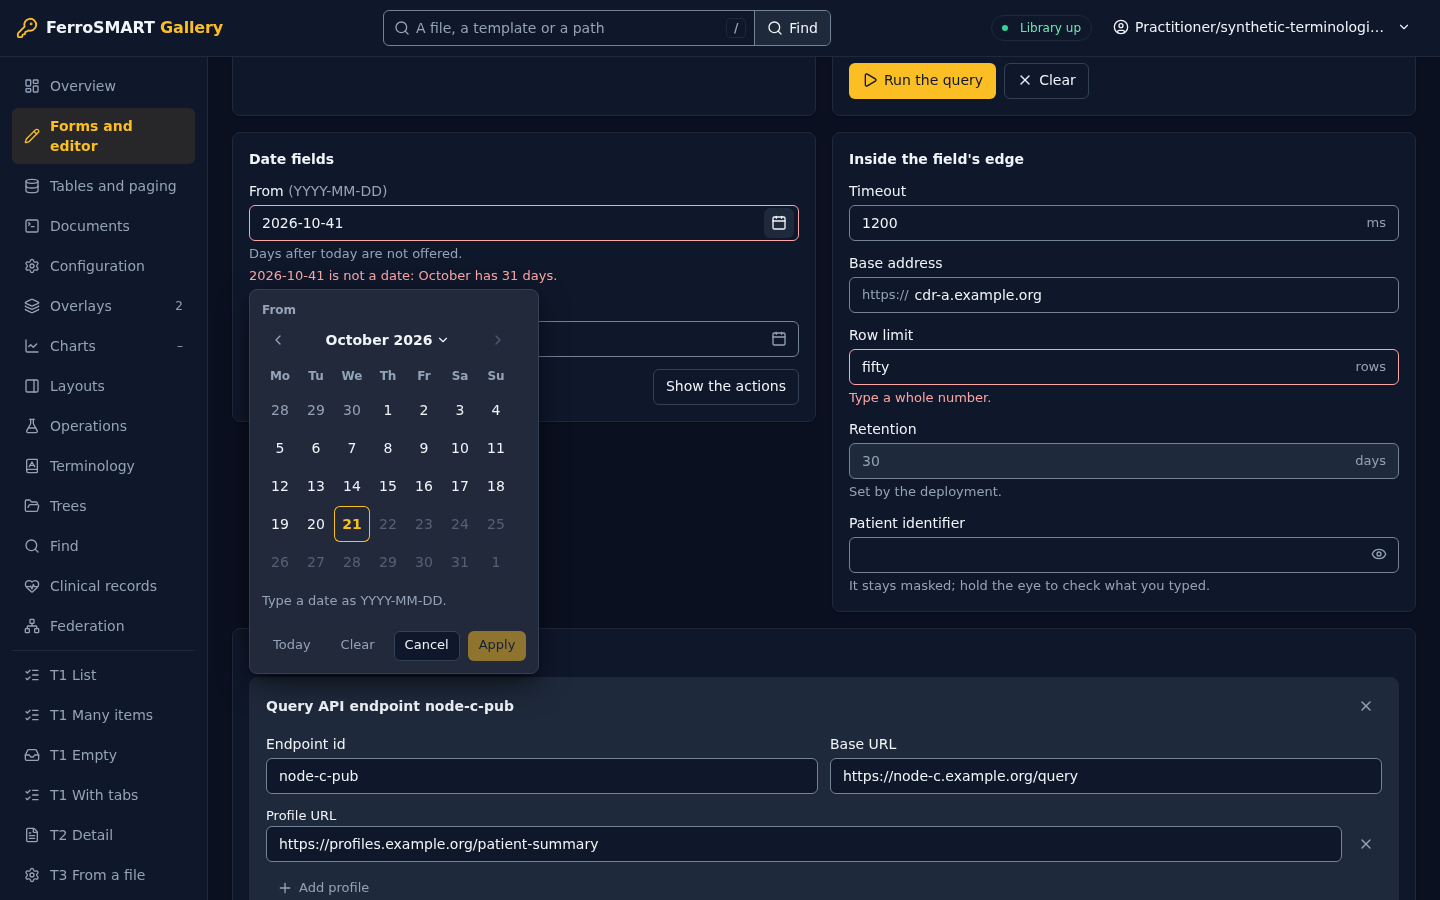 FerroSMART Gallery
A file, a template or a path
/
Find
Library up
Practitioner/synthetic-terminologi...
Overview
Forms and editor
Tables and paging
Documents
Configuration
Overlays 2
Charts –
Layouts
Operations
Terminology
Trees
Find
Clinical records
Federation
T1 List
T1 Many items
T1 Empty
T1 With tabs
T2 Detail
T3 From a file
Run the query
Clear
Date fields
From (YYYY-MM-DD)
2026-10-41
Days after today are not offered.
2026-10-41 is not a date: October has 31 days.
From
October 2026
Mo Tu We Th Fr Sa Su
28 29 30 1 2 3 4
5 6 7 8 9 10 11
12 13 14 15 16 17 18
19 20 21 22 23 24 25
26 27 28 29 30 31 1
Type a date as YYYY-MM-DD.
Today Clear Cancel Apply
Show the actions
Inside the field's edge
Timeout
1200 ms
Base address
https:// cdr-a.example.org
Row limit
fifty rows
Type a whole number.
Retention
30 days
Set by the deployment.
Patient identifier
It stays masked; hold the eye to check what you typed.
Query API endpoint node-c-pub
Endpoint id
node-c-pub
Base URL
https://node-c.example.org/query
Profile URL
https://profiles.example.org/patient-summary
Add profile